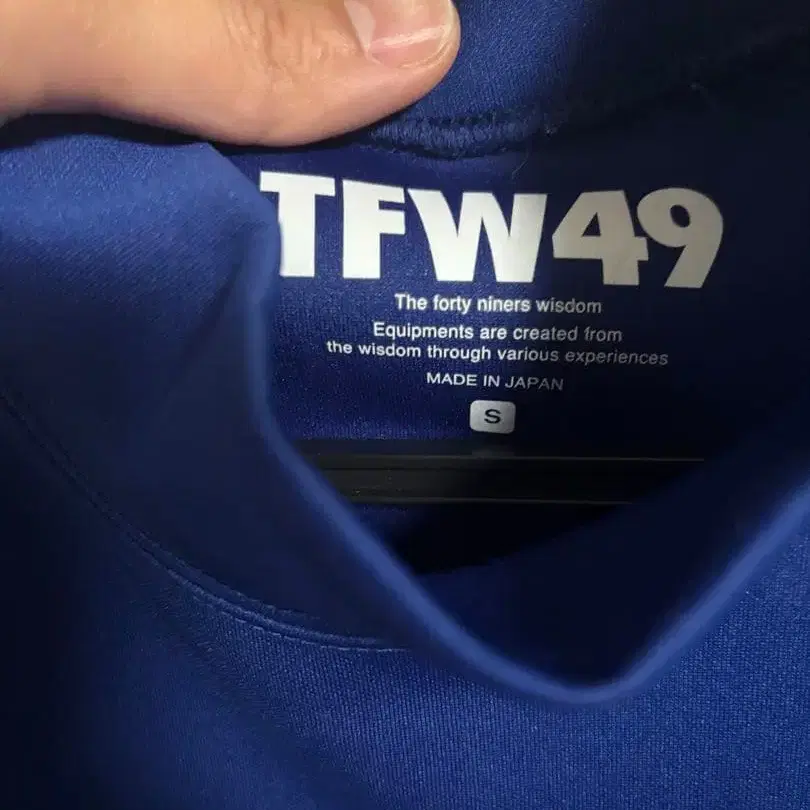 TFW49
The forty niners wisdom
Equipments are created from
the wisdom through various experiences
MADE IN JAPAN
S